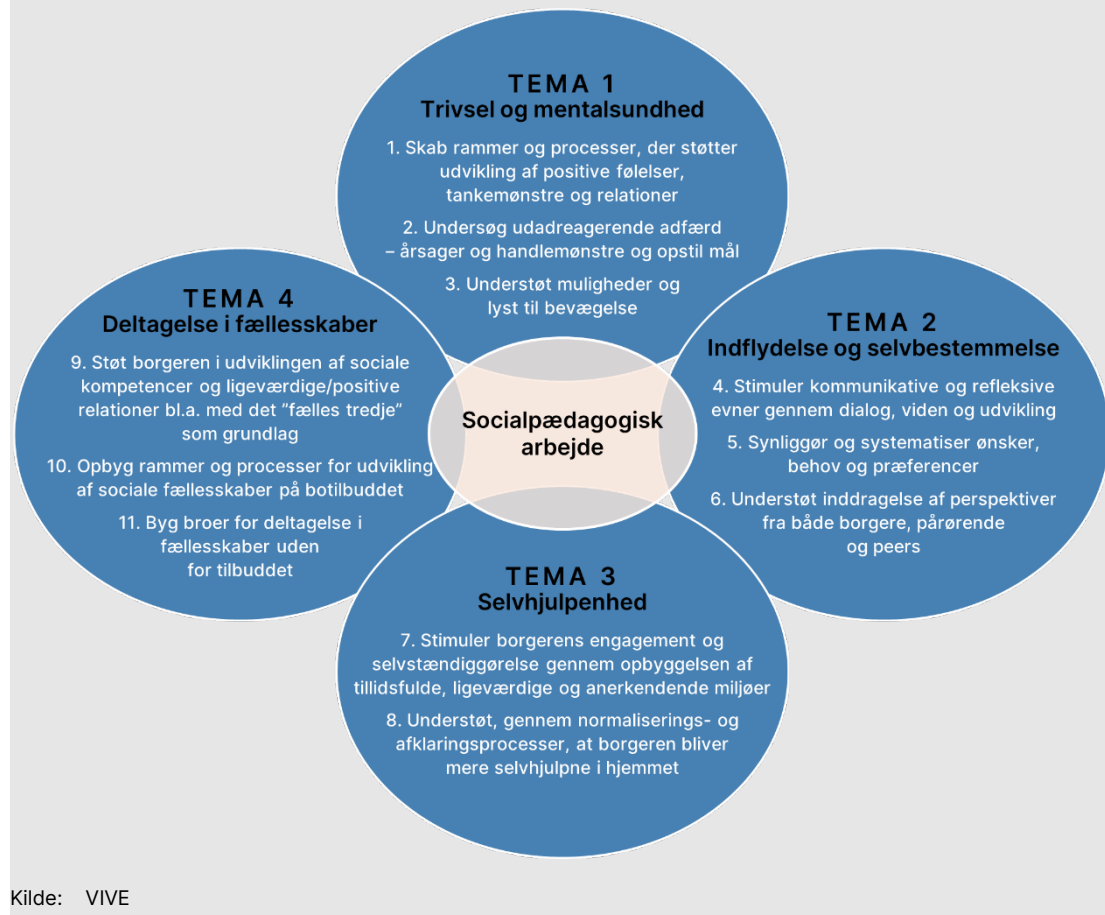 TEMA 1
Trivsel og mentalsundhed
1. Skab rammer og processer, der støtter
udvikling af positive følelser,
tankemønstre og relationer
2. Undersøg udadreagerende adfærd
– årsager og handlemønstre og opstil mål
3. Understøt muligheder og
lyst til bevægelse
TEMA 2
Indflydelse og selvbestemmelse
4. Stimuler kommunikative og refleksive
evner gennem dialog, viden og udvikling
5. Synliggør og systematiser ønsker,
behov og præferencer
6. Understøt inddragelse af perspektiver
fra både borgere, pårørende
og peers
TEMA 3
Selvhjulpenhed
7. Stimuler borgerens engagement og
selvstændiggørelse gennem opbyggelsen af
tillidsfulde, ligeværdige og anerkendende miljøer
8. Understøt, gennem normaliserings- og
afklaringsprocesser, at borgeren bliver
mere selvhjulpne i hjemmet
TEMA 4
Deltagelse i fællesskaber
9. Støt borgeren i udviklingen af sociale
kompetencer og ligeværdige/positive
relationer bl.a. med det ”fælles tredje”
som grundlag
10. Opbyg rammer og processer for udvikling
af sociale fællesskaber på botilbuddet
11. Byg broer for deltagelse i
fællesskaber uden
for tilbuddet
Socialpædagogisk
arbejde
Kilde: VIVE